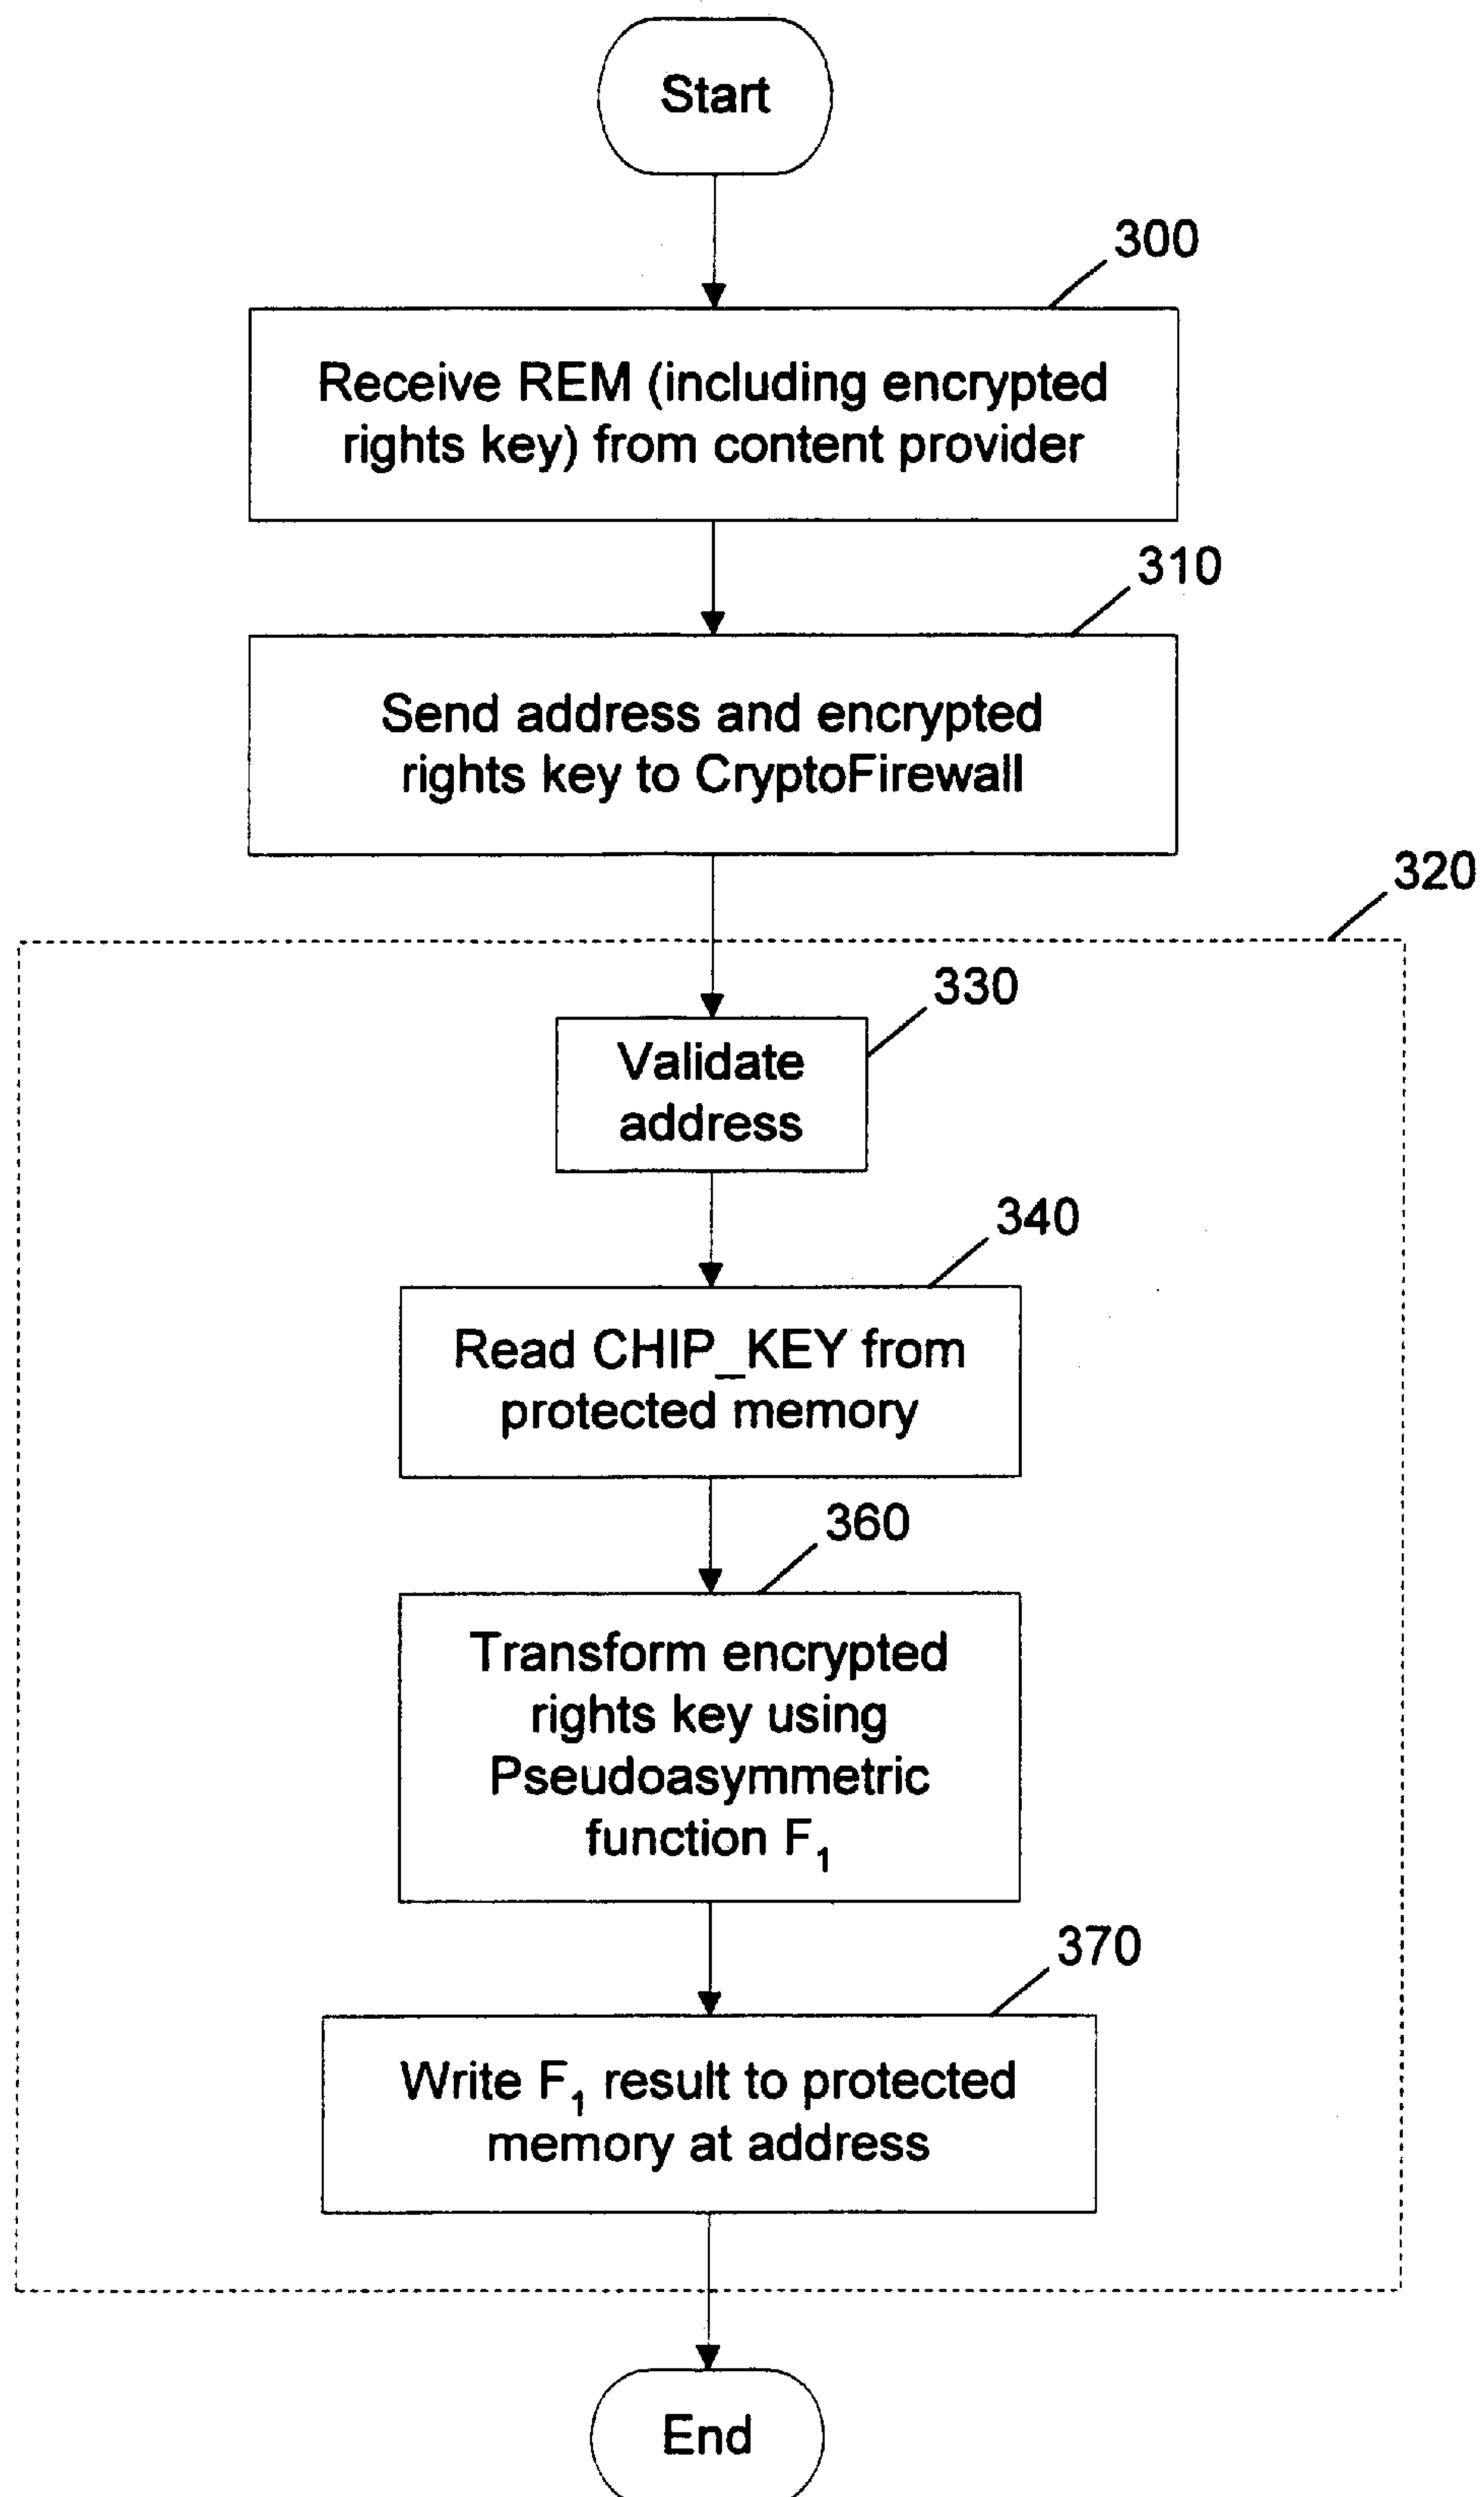 Start
300
Receive REM (including encrypted
rights key) from content provider
310
Send address and encrypted
rights key to CryptoFirewall
320
330
Validate
address
340
Read CHIP_KEY from
protected memory
360
Transform encrypted
rights key using
Pseudoasymmetric
function F₁
370
Write F₁ result to protected
memory at address
End